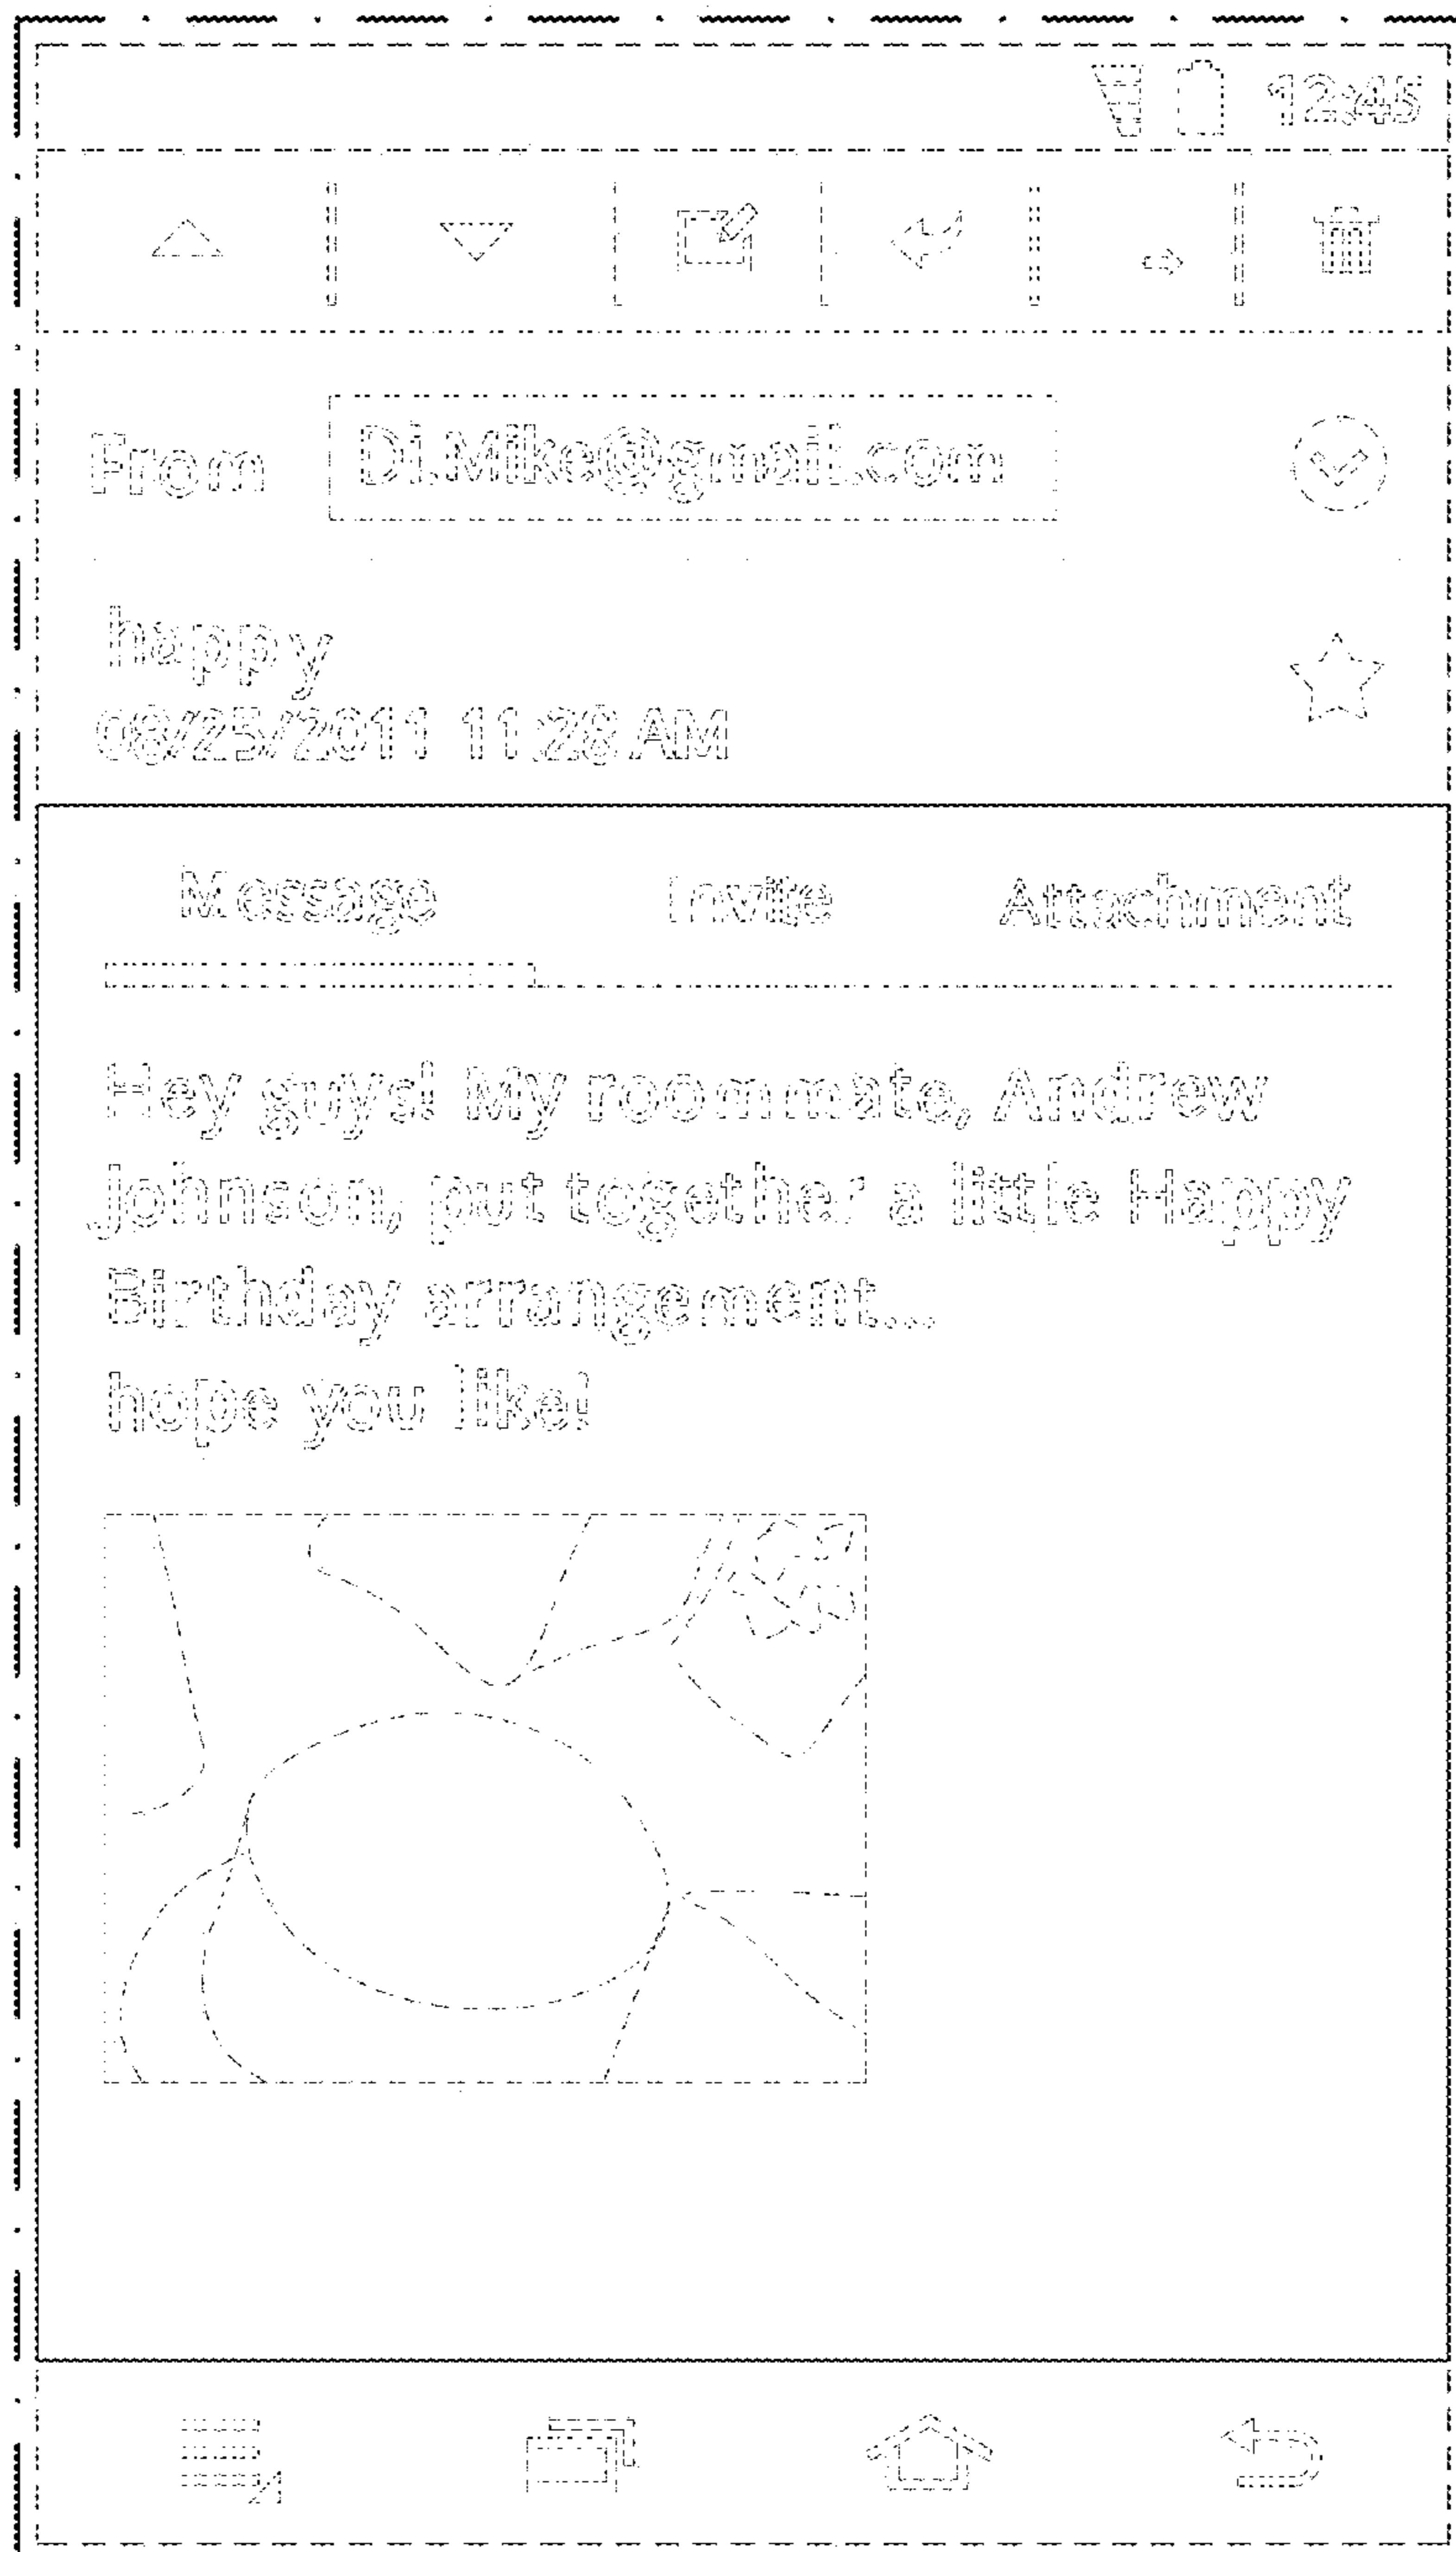 12:45
From Di.Mike@gmail.com
happy
08/25/2011 11:28 AM
Message Invite Attachment
Hey guys! My roommate, Andrew
Johnson, put together a little Happy
Birthday arrangement...
hope you like!